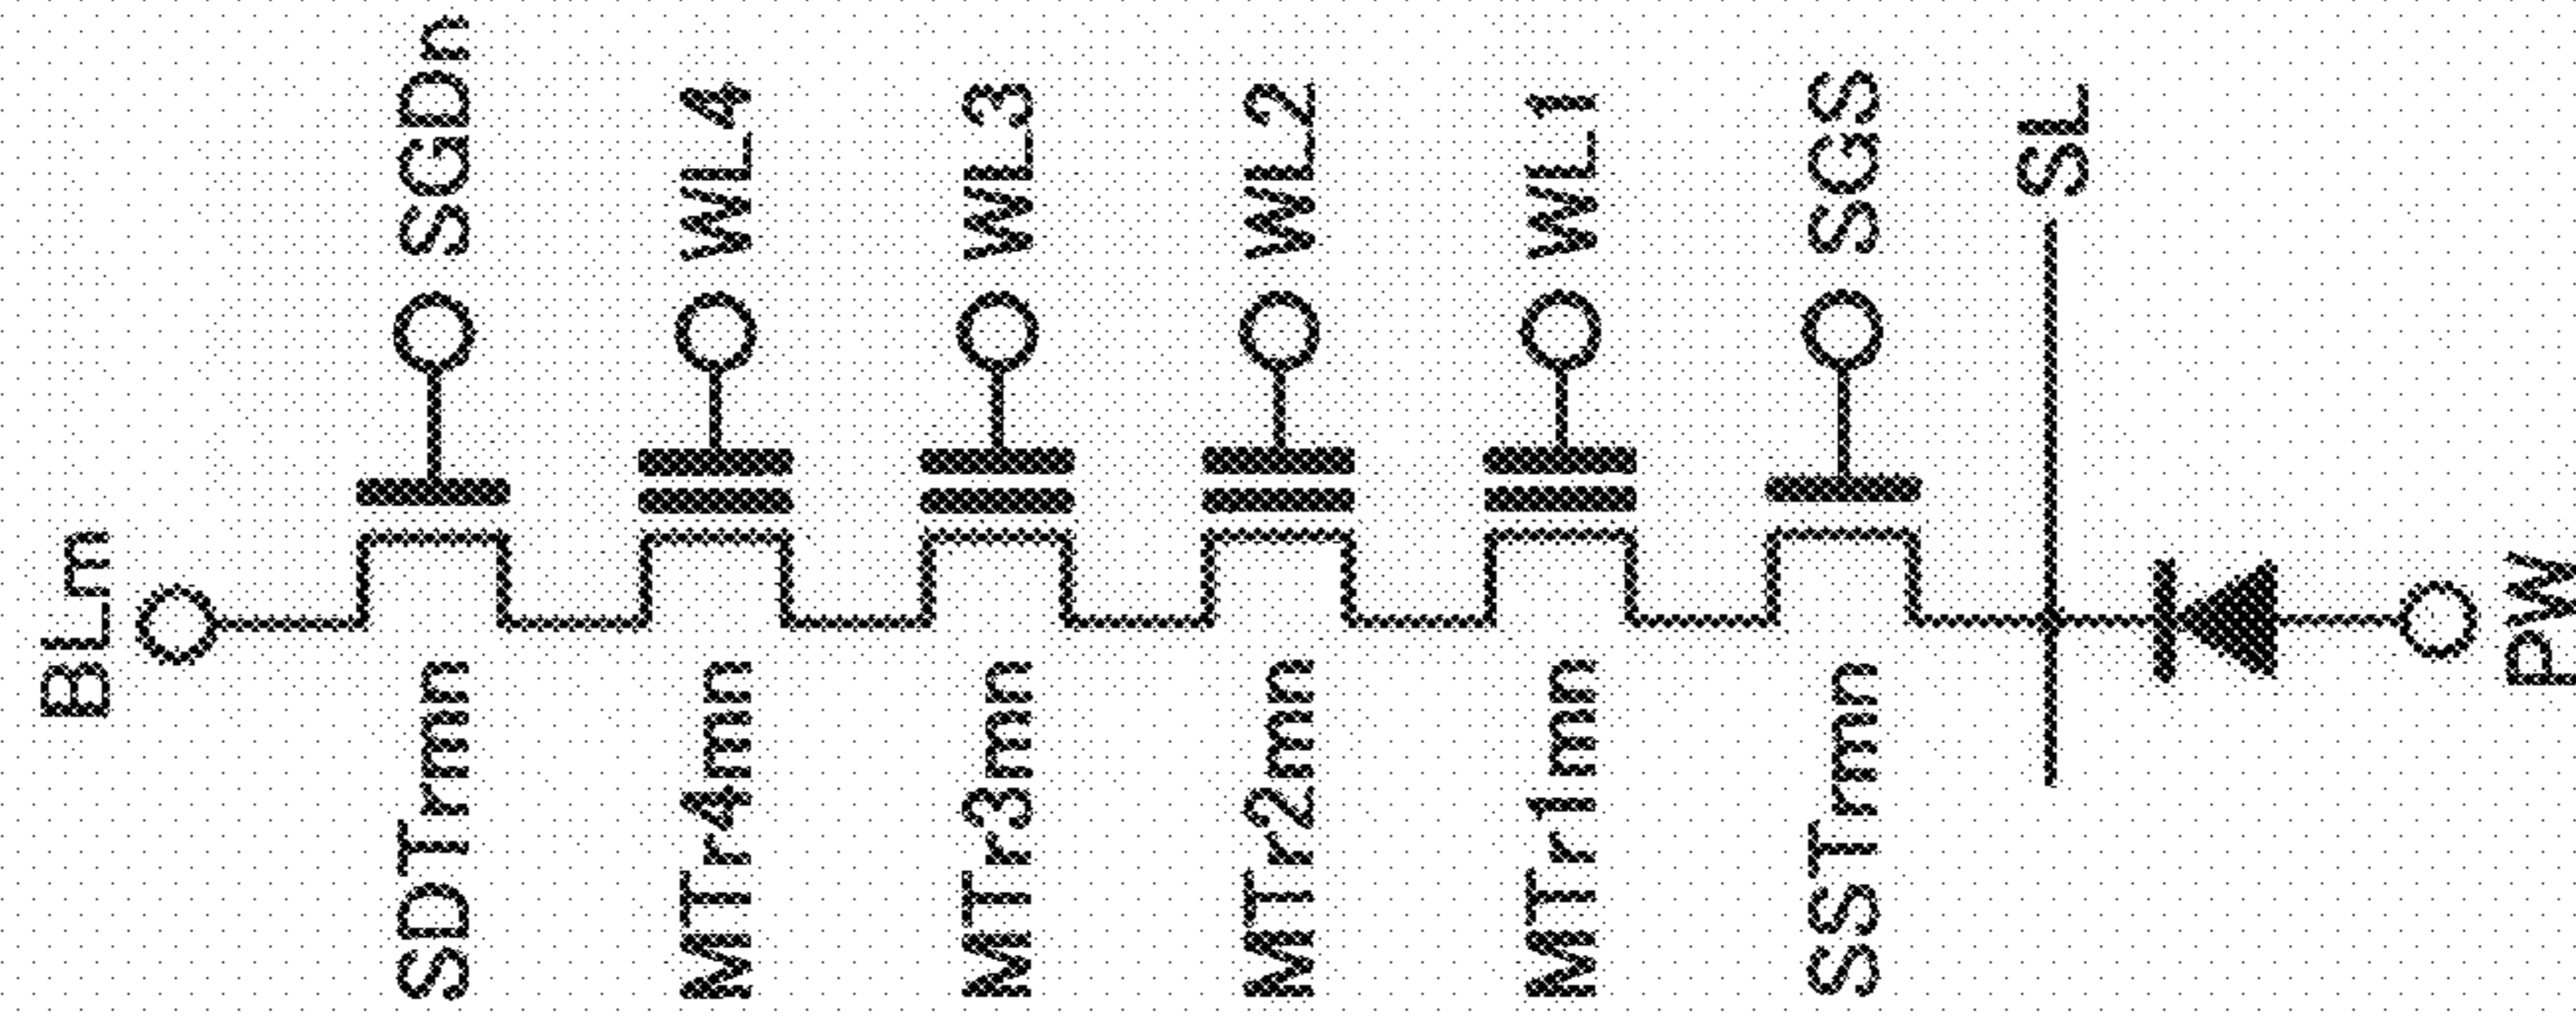 BLm
SDTrmn
SGDn
MTr4mn
WL4
MTr3mn
WL3
MTr2mn
WL2
MTr1mn
WL1
SSTrmn
SGS
SL
PW